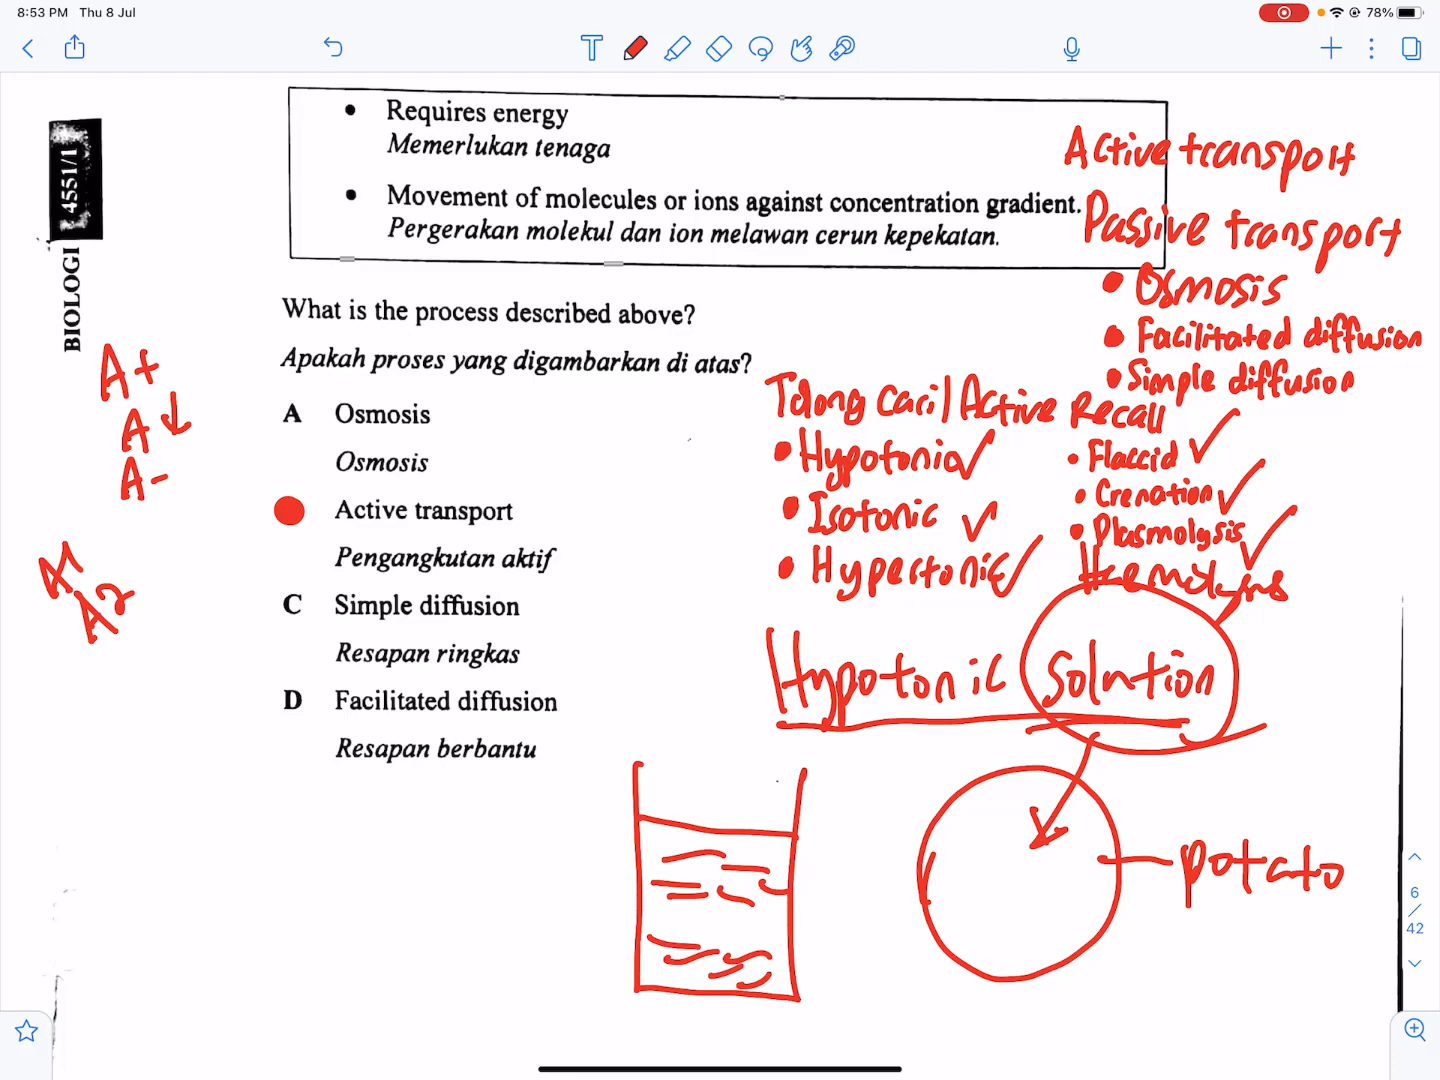 8:53 PM Thu 8 Jul
78%
• Requires energy
Memerlukan tenaga
• Movement of molecules or ions against concentration gradient.
Pergerakan molekul dan ion melawan cerun kepekatan.
BIOLOGI 4551/1
What is the process described above?
Apakah proses yang digambarkan di atas?
A Osmosis
Osmosis
Active transport
Pengangkutan aktif
C Simple diffusion
Resapan ringkas
D Facilitated diffusion
Resapan berbantu
A+
A
A-
A1
A2
Active transport
Passive transport
• Osmosis
• Facilitated diffusion
• Simple diffusion
Tolong cari / Active Recall
• Hypotonic
• Isotonic
• Hypertonic
• Flaccid
• Crenation
• Plasmolysis
Hypotonic solution
potato
6
/
42